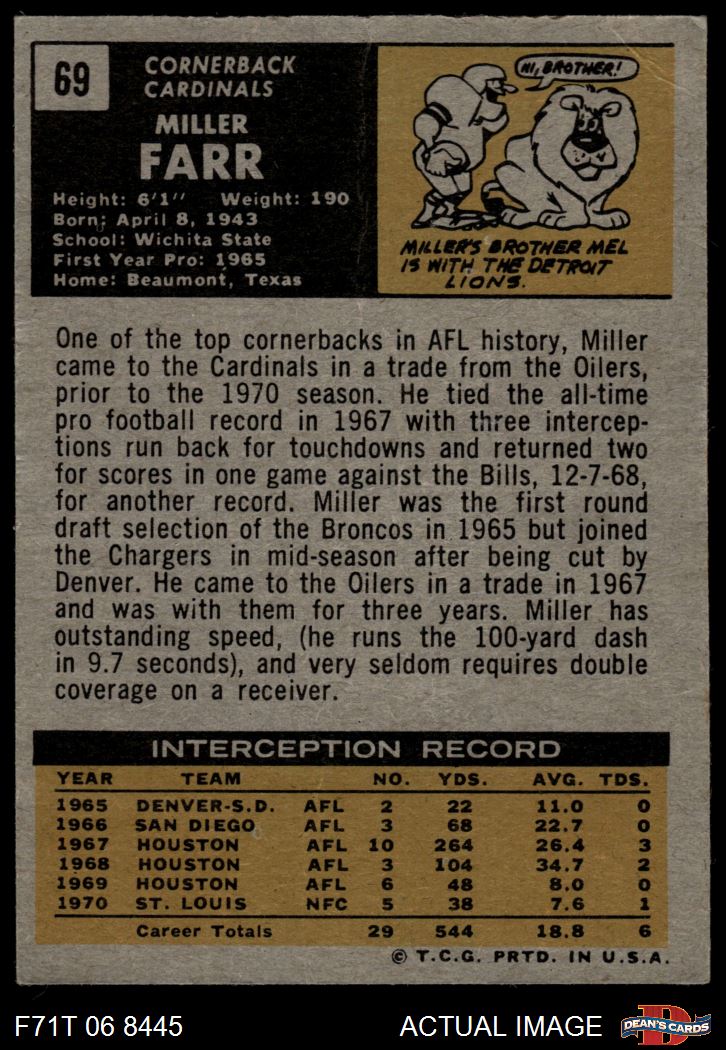 69
CORNERBACK
CARDINALS
MILLER
FARR
Height: 6'1" Weight: 190
Born: April 8, 1943
School: Wichita State
First Year Pro: 1965
Home: Beaumont, Texas
HI, BROTHER!
MILLER'S BROTHER MEL
IS WITH THE DETROIT
LIONS.
One of the top cornerbacks in AFL history, Miller
came to the Cardinals in a trade from the Oilers,
prior to the 1970 season. He tied the all-time
pro football record in 1967 with three intercep-
tions run back for touchdowns and returned two
for scores in one game against the Bills, 12-7-68,
for another record. Miller was the first round
draft selection of the Broncos in 1965 but joined
the Chargers in mid-season after being cut by
Denver. He came to the Oilers in a trade in 1967
and was with them for three years. Miller has
outstanding speed, (he runs the 100-yard dash
in 9.7 seconds), and very seldom requires double
coverage on a receiver.
INTERCEPTION RECORD
YEAR TEAM NO. YDS. AVG. TDS.
1965 DENVER-S.D. AFL 2 22 11.0 0
1966 SAN DIEGO AFL 3 68 22.7 0
1967 HOUSTON AFL 10 264 26.4 3
1968 HOUSTON AFL 3 104 34.7 2
1969 HOUSTON AFL 6 48 8.0 0
1970 ST. LOUIS NFC 5 38 7.6 1
Career Totals 29 544 18.8 6
© T.C.G. PRTD. IN U.S.A.
F71T 06 8445 ACTUAL IMAGE
D
DEAN'S CARDS